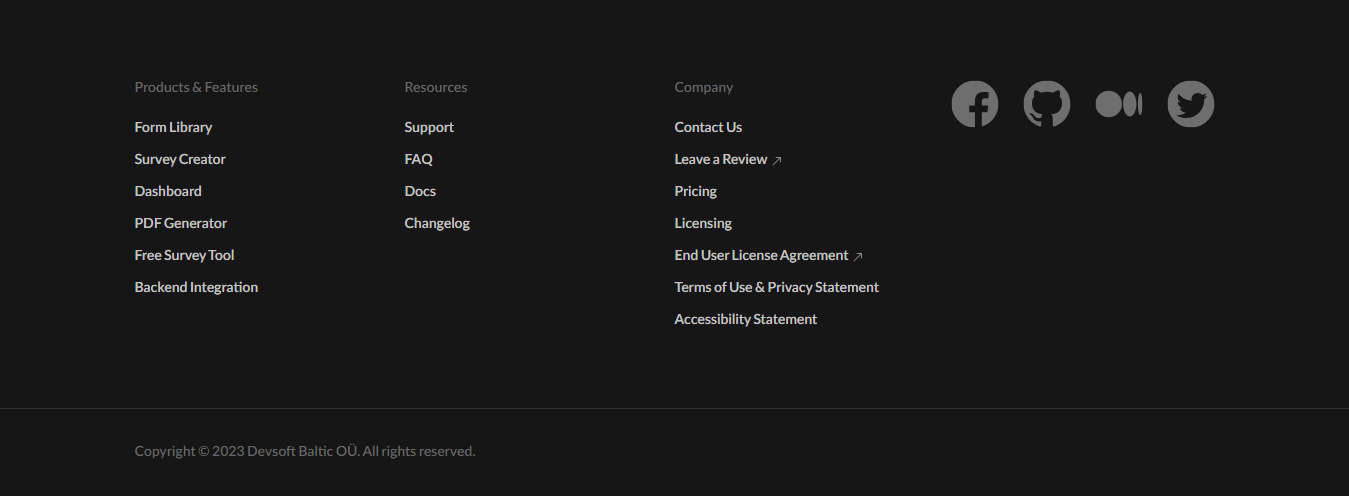 Products & Features
Form Library
Survey Creator
Dashboard
PDF Generator
Free Survey Tool
Backend Integration
Resources
Support
FAQ
Docs
Changelog
Company
Contact Us
Leave a Review
Pricing
Licensing
End User License Agreement
Terms of Use & Privacy Statement
Accessibility Statement
Copyright © 2023 Devsoft Baltic OÜ. All rights reserved.